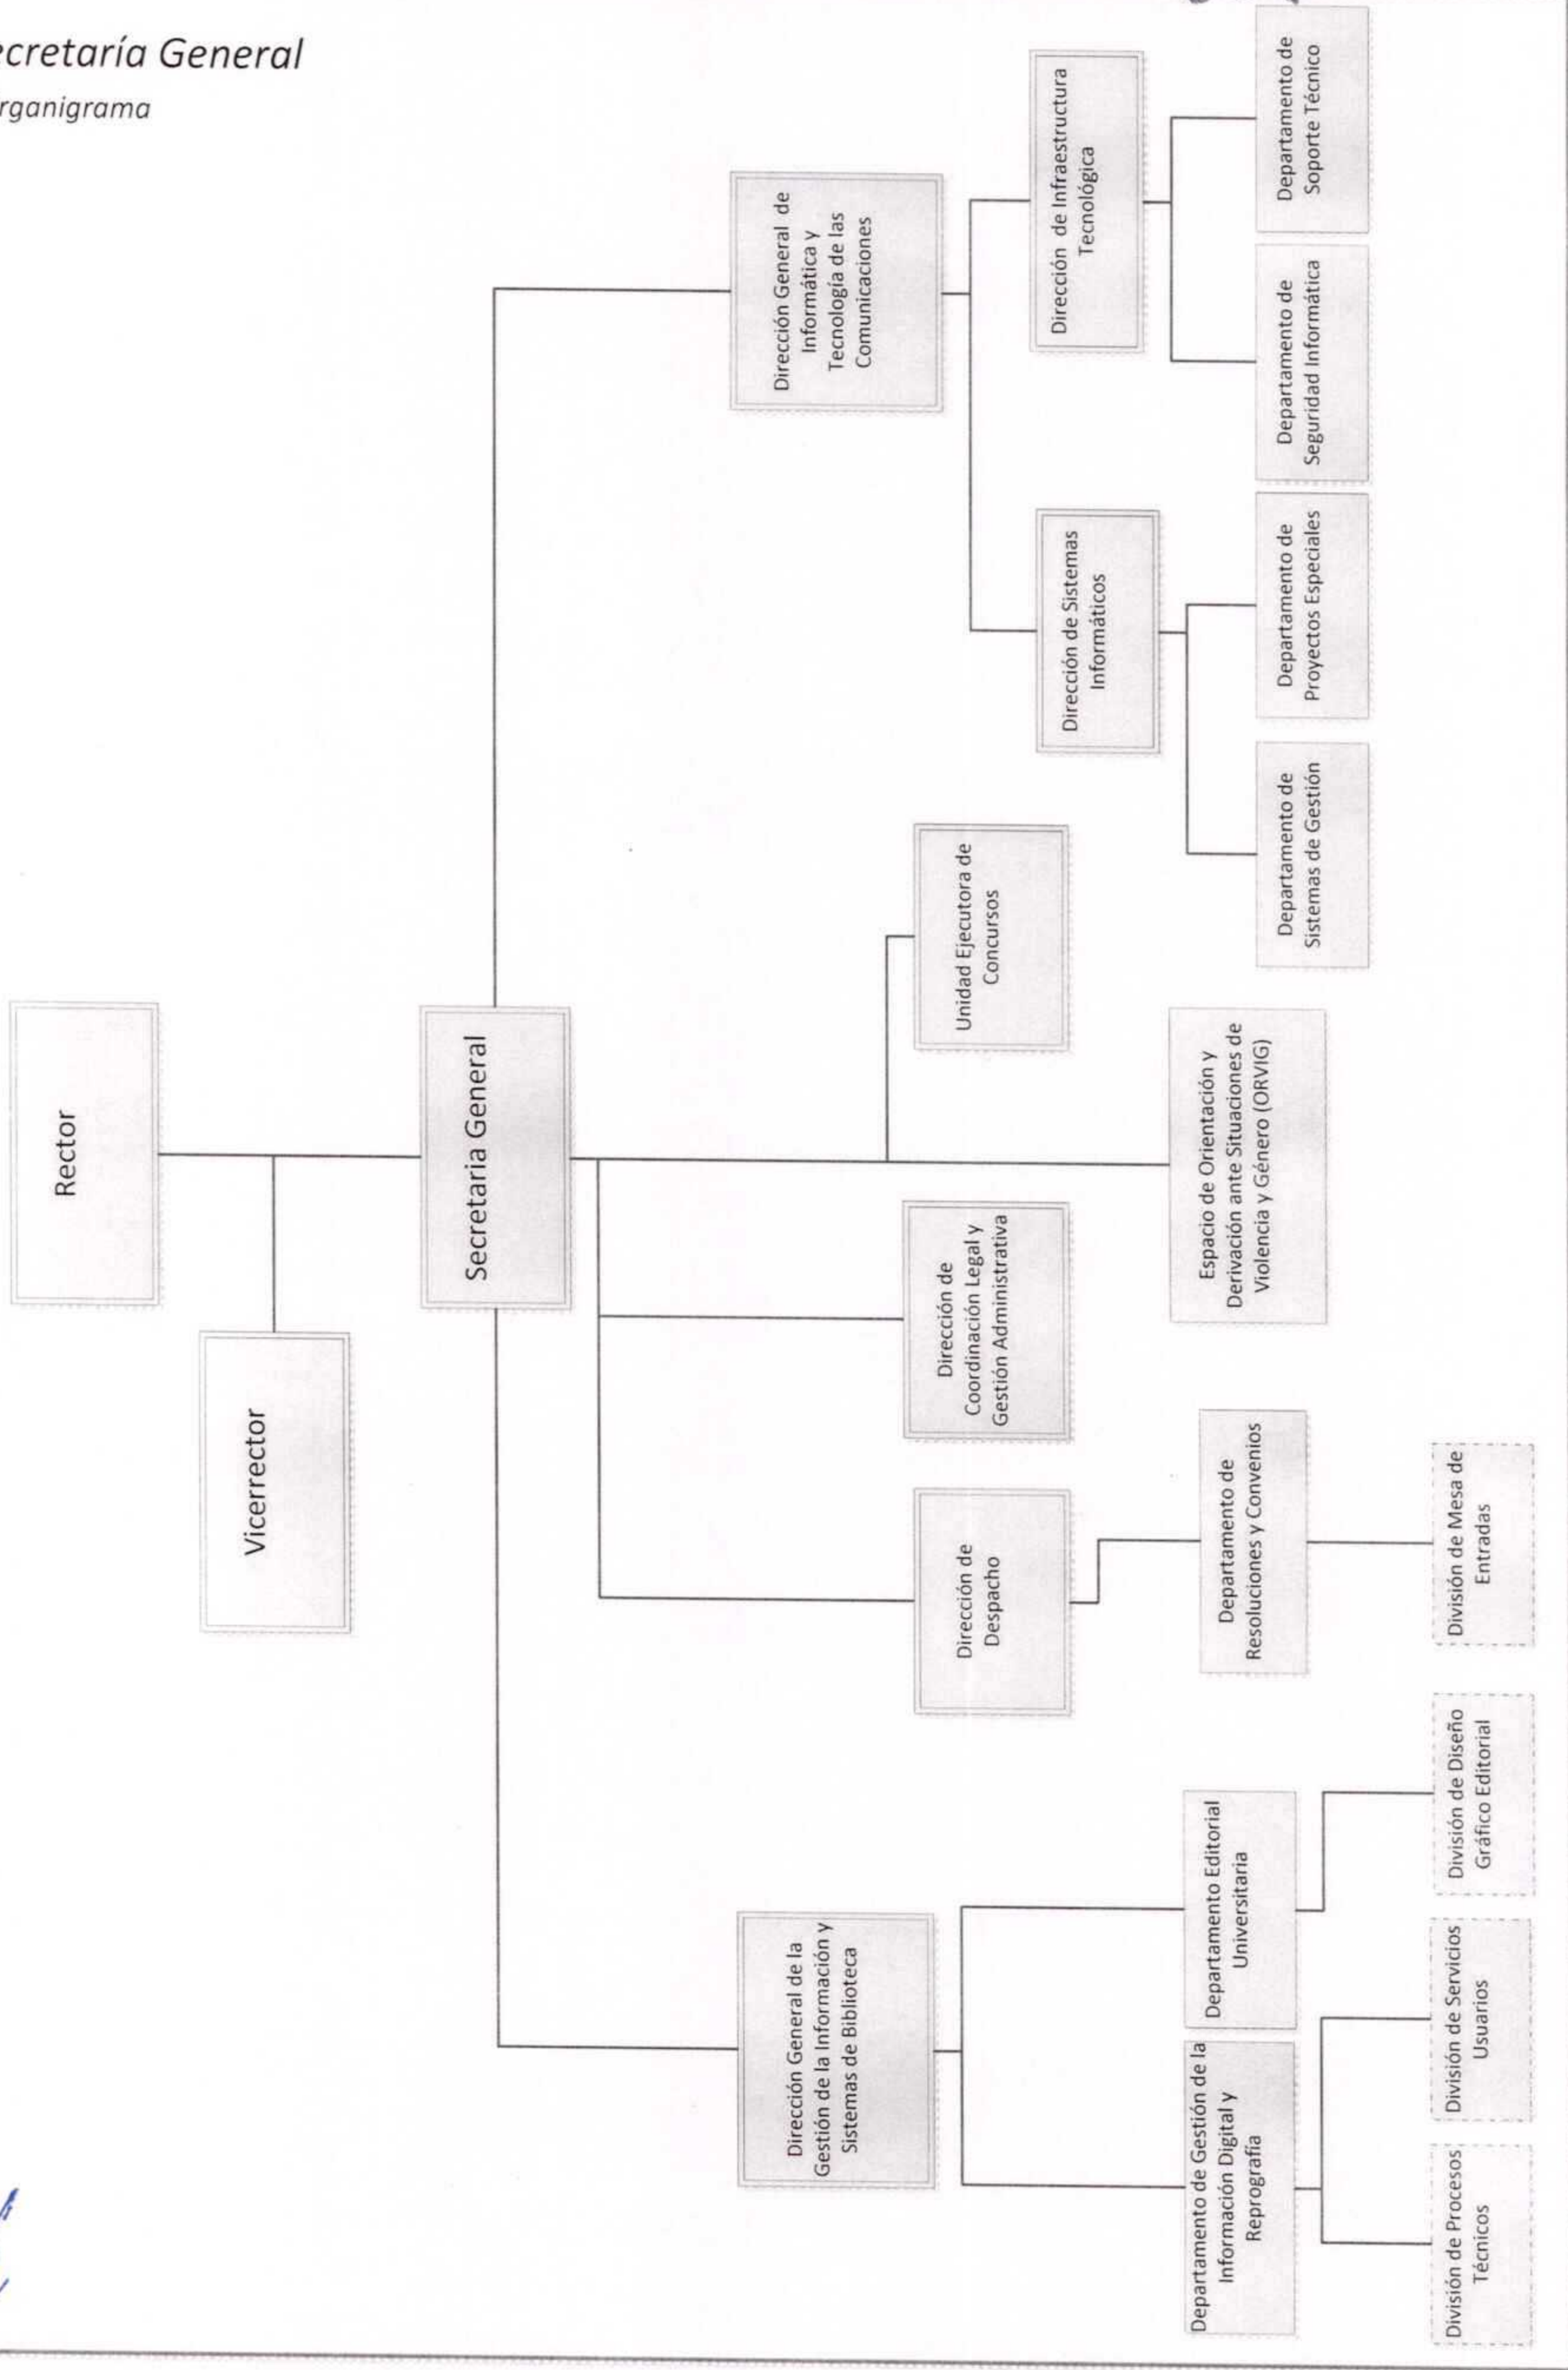 ecretaría General
rganigrama
Rector
Vicerrector
Secretaria General
Dirección General de la
Gestión de la Información y
Sistemas de Biblioteca
Dirección General de
Informática y
Tecnología de las
Comunicaciones
Dirección de
Despacho
Dirección de
Coordinación Legal y
Gestión Administrativa
Unidad Ejecutora de
Concursos
Dirección de Sistemas
Informáticos
Dirección de Infraestructura
Tecnológica
Departamento de Gestión de la
Información Digital y
Reprografía
Departamento Editorial
Universitaria
Departamento de
Resoluciones y Convenios
Espacio de Orientación y
Derivación ante Situaciones de
Violencia y Género (ORVIG)
Departamento de
Sistemas de Gestión
Departamento de
Proyectos Especiales
Departamento de
Seguridad Informática
Departamento de
Soporte Técnico
División de Procesos
Técnicos
División de Servicios
Usuarios
División de Diseño
Gráfico Editorial
División de Mesa de
Entradas